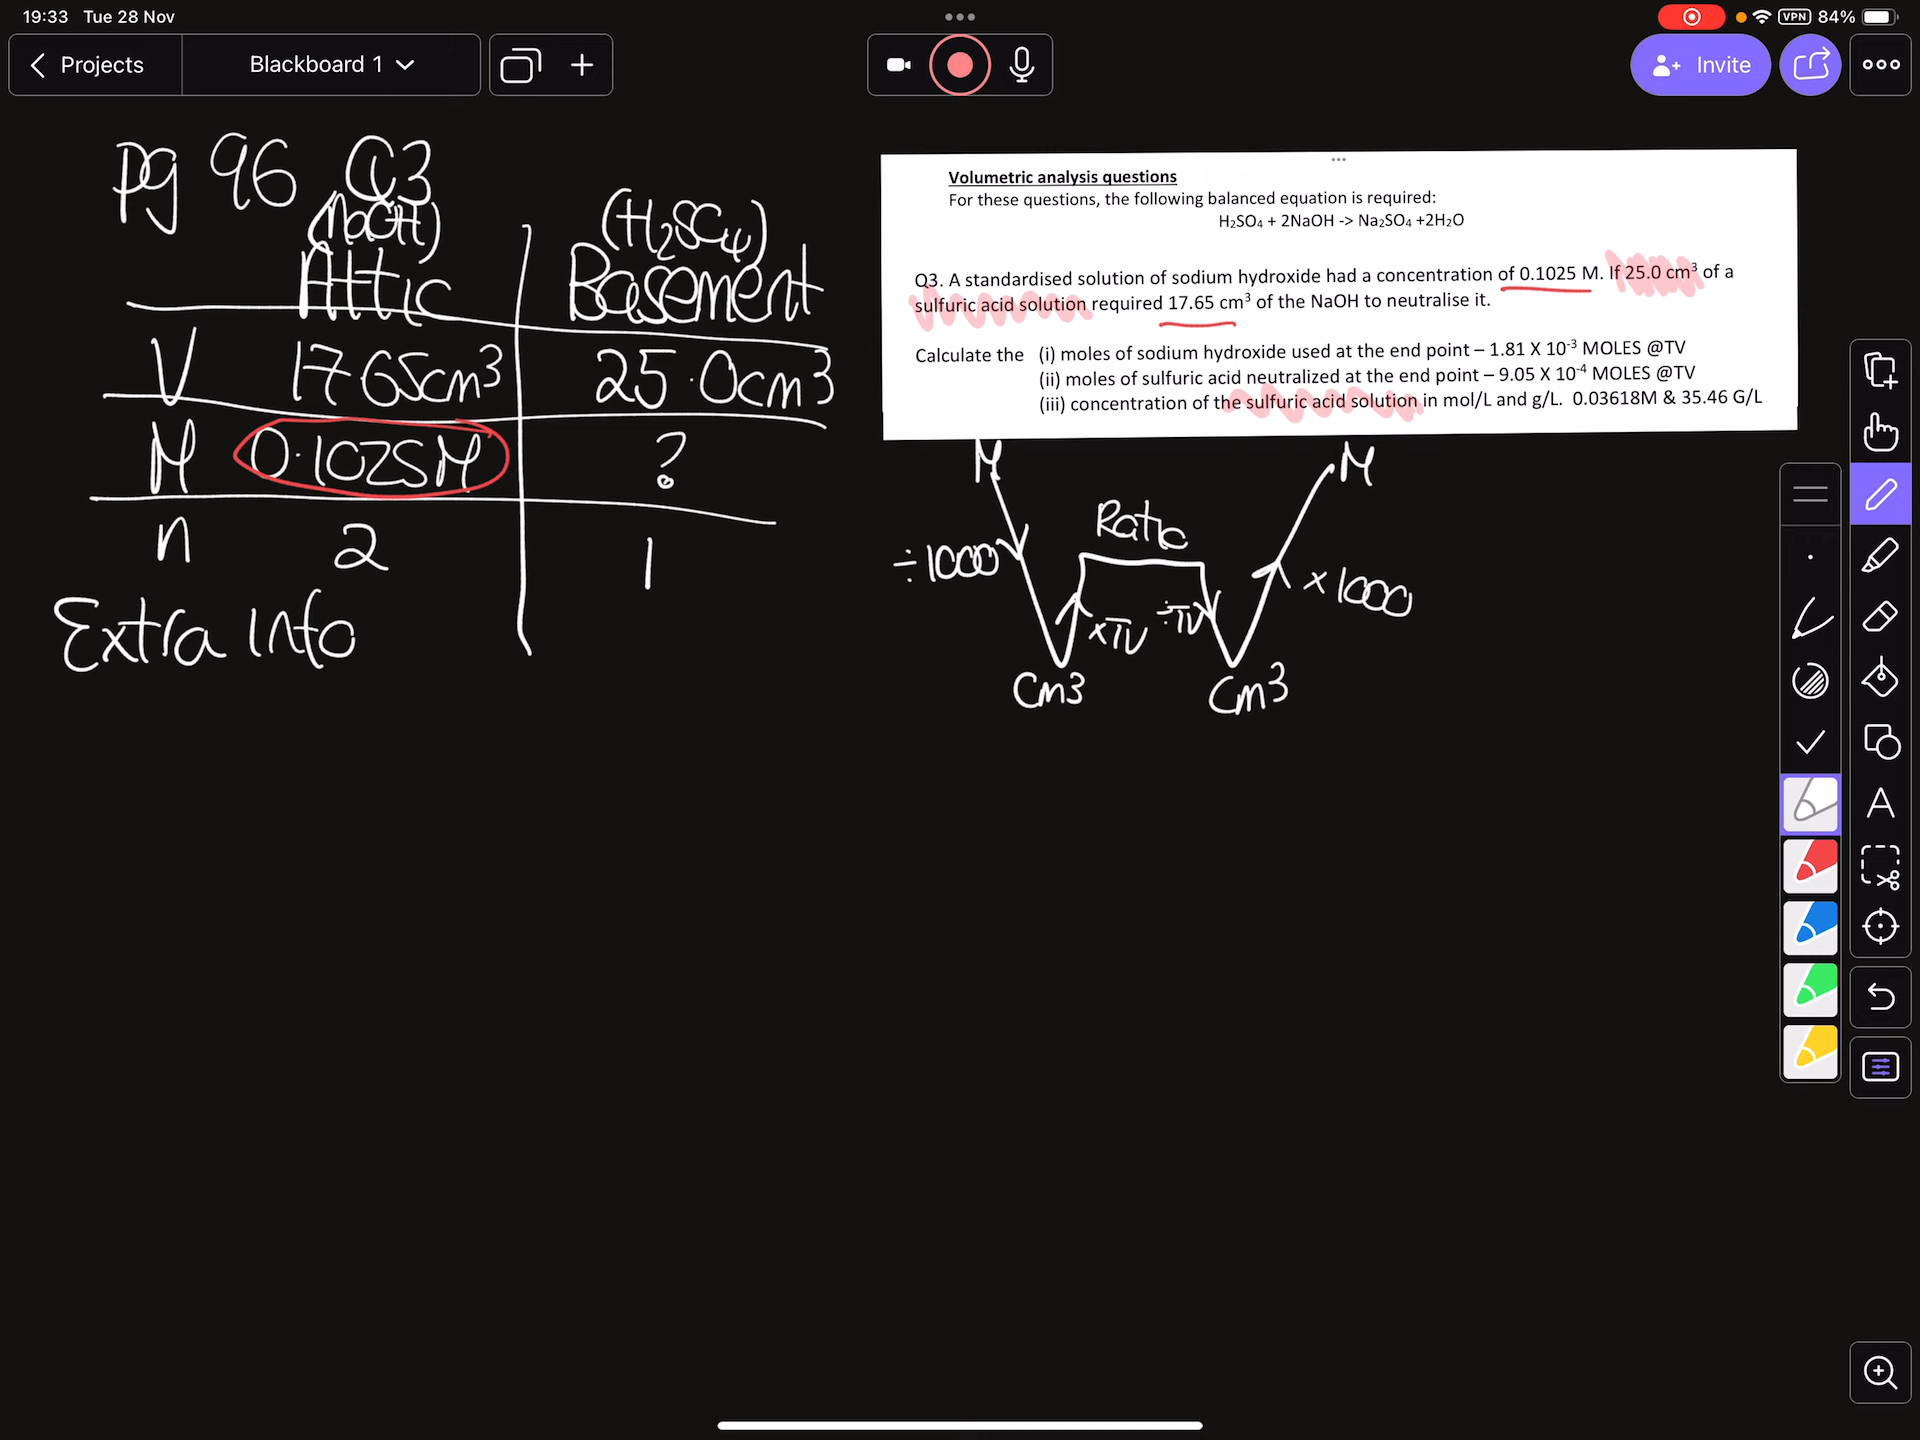 19:33 Tue 28 Nov
VPN 84%
Projects
Blackboard 1
Invite
pg 96 Q3
(NaOH) (H2SO4)
Attic Basement
V 17.65cm3 25.0cm3
M 0.1025M ?
n 2 1
Extra Info
Volumetric analysis questions
For these questions, the following balanced equation is required:
H₂SO₄ + 2NaOH -> Na₂SO₄ +2H₂O
Q3. A standardised solution of sodium hydroxide had a concentration of 0.1025 M. If 25.0 cm³ of a
sulfuric acid solution required 17.65 cm³ of the NaOH to neutralise it.
Calculate the (i) moles of sodium hydroxide used at the end point – 1.81 X 10⁻³ MOLES @TV
(ii) moles of sulfuric acid neutralized at the end point – 9.05 X 10⁻⁴ MOLES @TV
(iii) concentration of the sulfuric acid solution in mol/L and g/L. 0.03618M & 35.46 G/L
M M
Ratio
÷1000 ×1000
×TV ÷TV
Cm3 Cm3
A